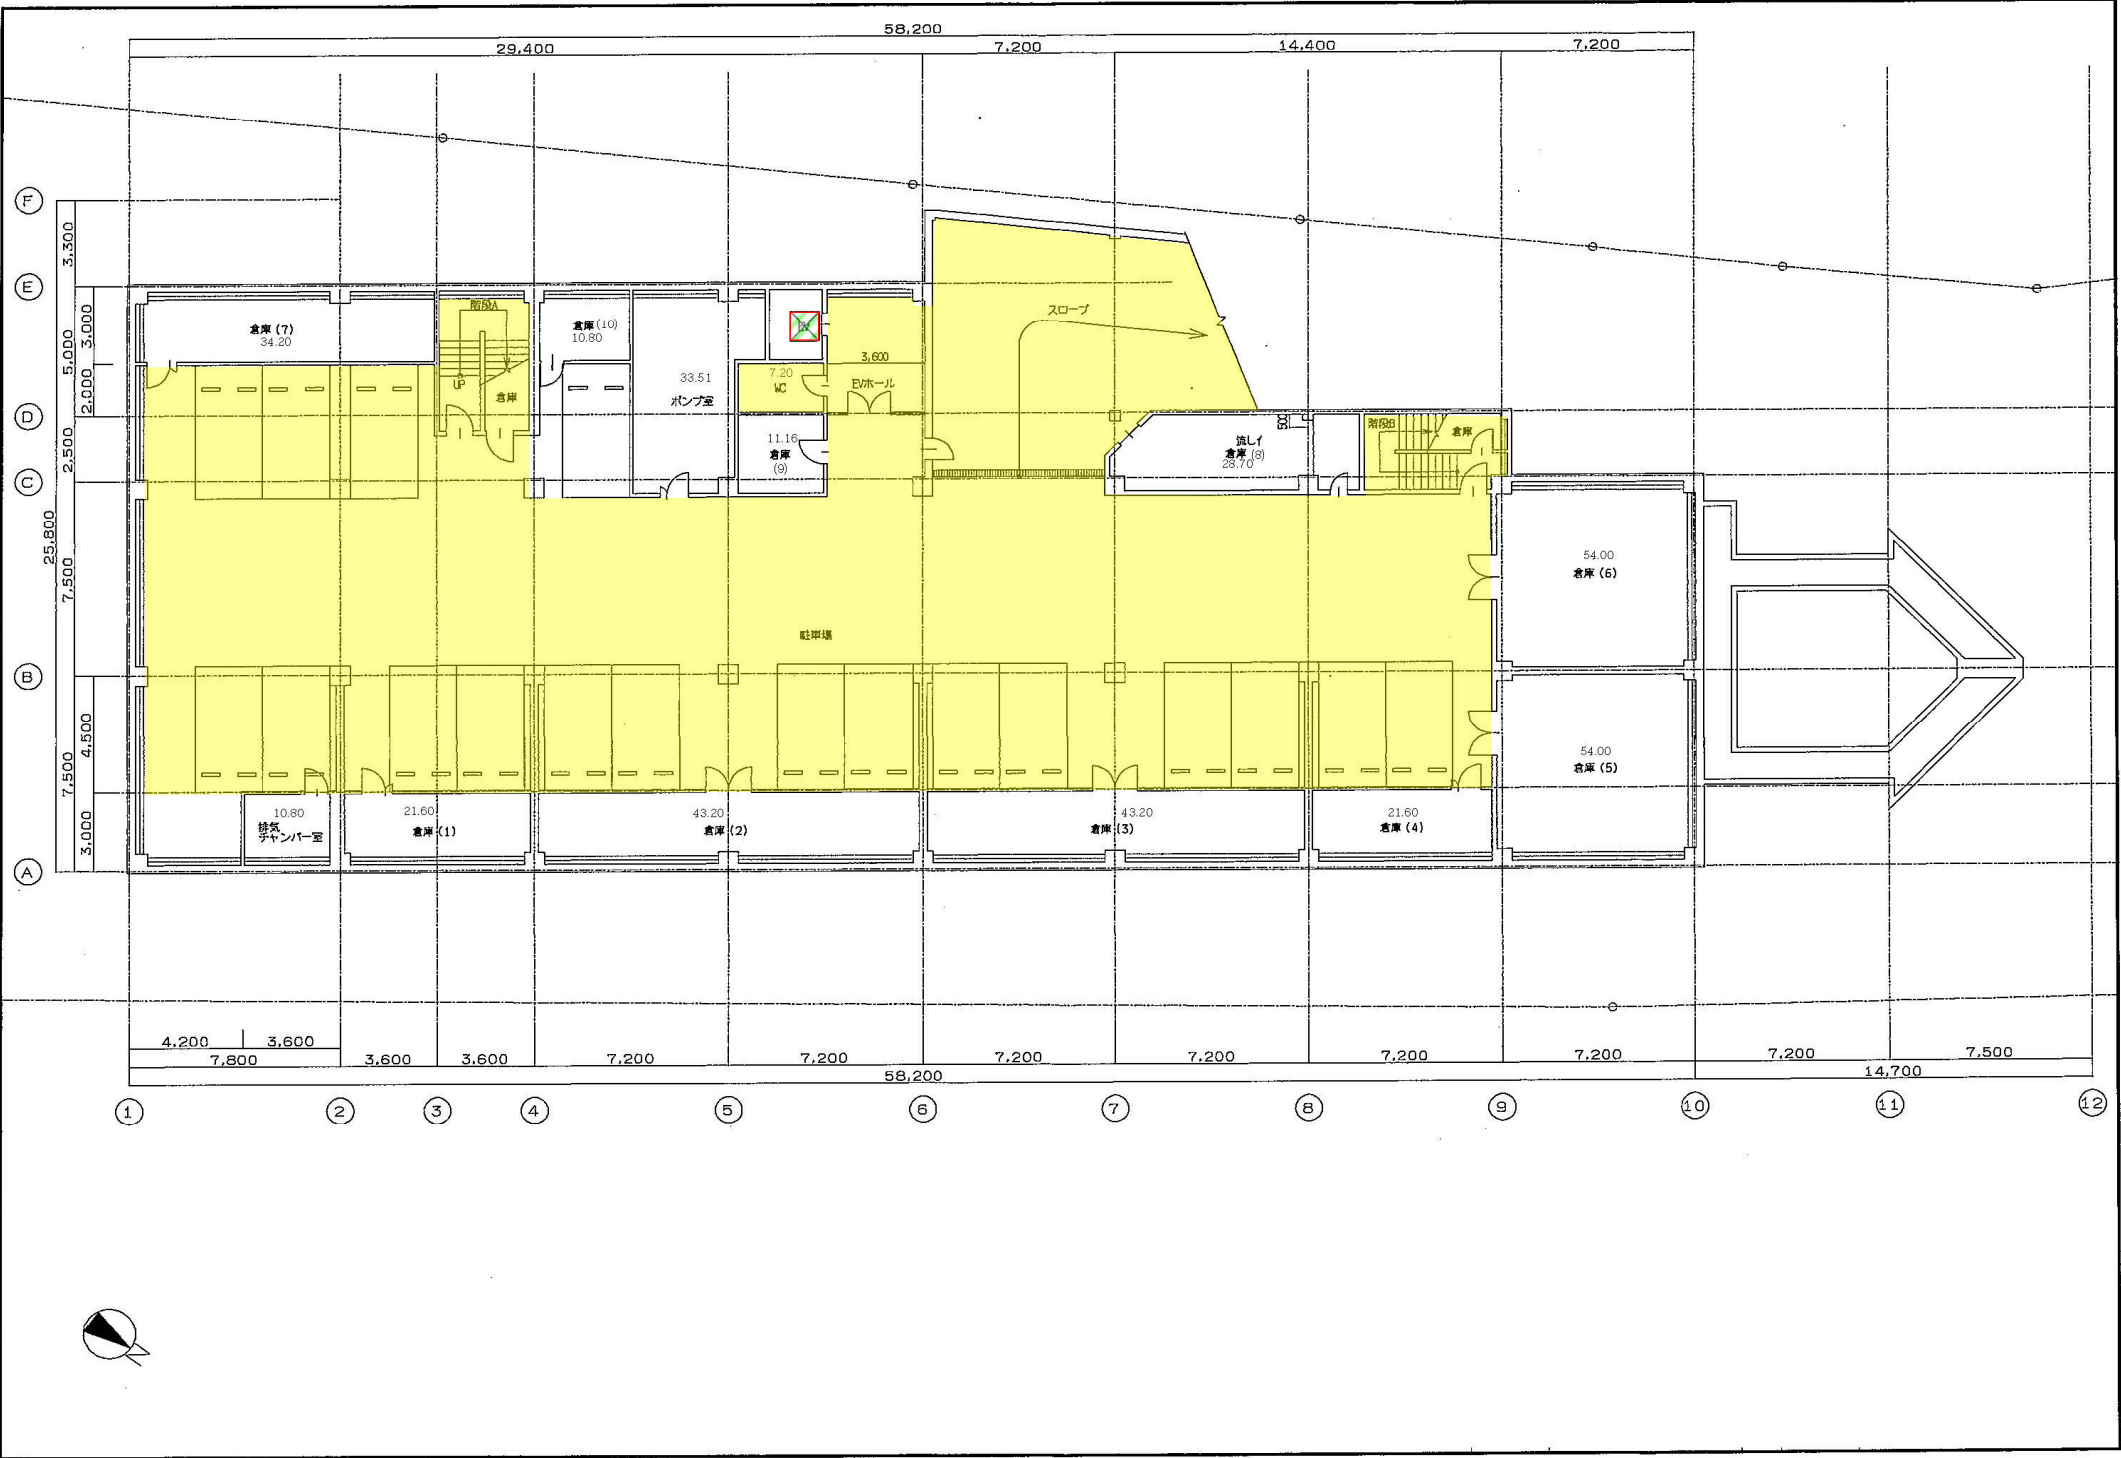 58,200
29,400
7,200
14,400
7,200
F
3,300
E
3,000
5,000
2,000
D
2,500
C
25,800
7,500
B
4,500
7,500
3,000
A
倉庫 (7)
34.20
階段A
UP
倉庫
倉庫 (10)
10.80
33.51
ポンプ室
EV
7.20
WC
3,600
EVホール
11.16
倉庫
(9)
スロープ
500
流しイ
倉庫 (8)
28.70
階段B
倉庫
54.00
倉庫 (6)
駐車場
54.00
倉庫 (5)
10.80
排気
チャンバー室
21.60
倉庫 (1)
43.20
倉庫 (2)
43.20
倉庫 (3)
21.60
倉庫 (4)
4,200
3,600
7,800
3,600
3,600
7,200
7,200
7,200
7,200
7,200
7,200
7,200
7,500
58,200
14,700
1
2
3
4
5
6
7
8
9
10
11
12